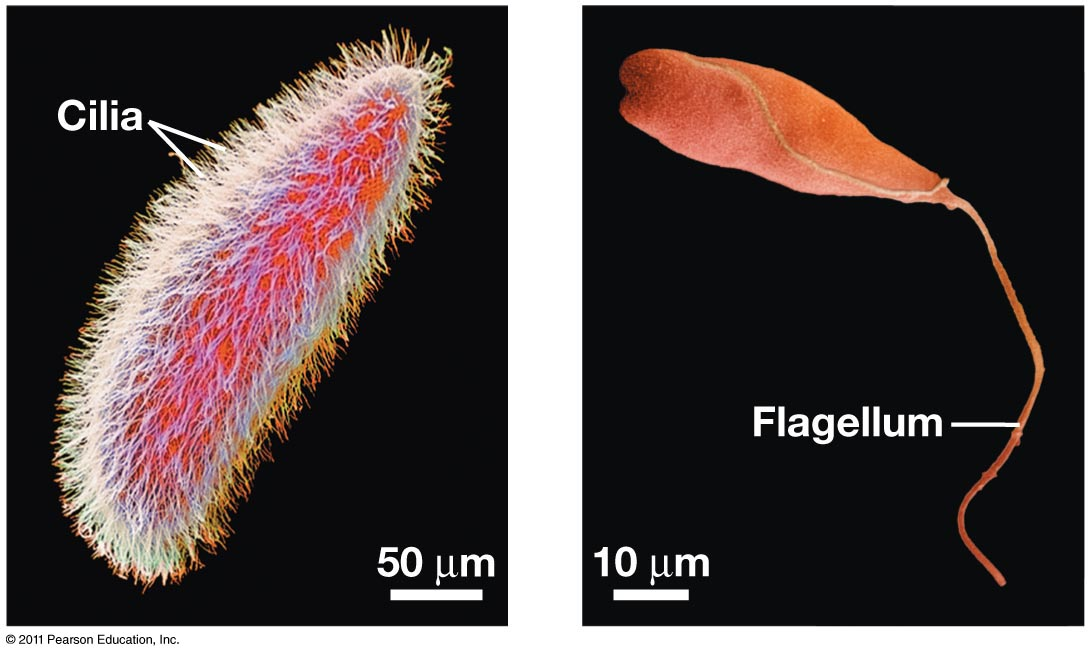 Cilia
50 μm
Flagellum
10 μm
© 2011 Pearson Education, Inc.